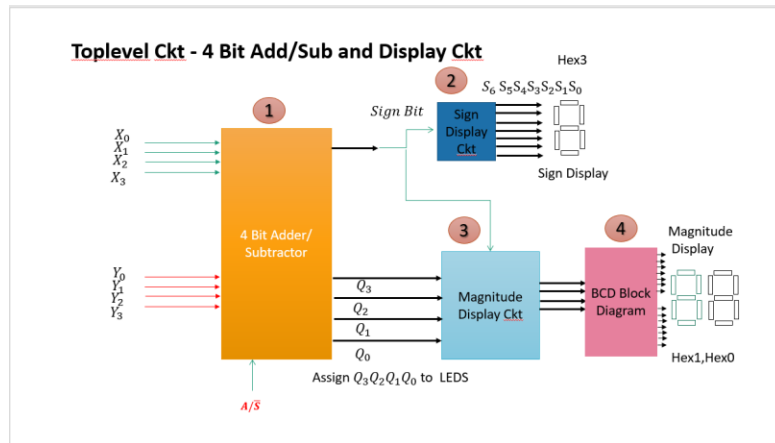 Toplevel Ckt - 4 Bit Add/Sub and Display Ckt
Hex3
2
S₆ S₅S₄S₃S₂S₁S₀
1
Sign Bit
Sign
Display
Ckt
X₀
X₁
X₂
X₃
Sign Display
3
4
4 Bit Adder/
Subtractor
Magnitude
Display
Y₀
Y₁
Y₂
Y₃
Q₃
Q₂
Q₁
Q₀
Magnitude
Display Ckt
BCD Block
Diagram
Hex1,Hex0
Assign Q₃Q₂Q₁Q₀ to LEDS
A/S̅